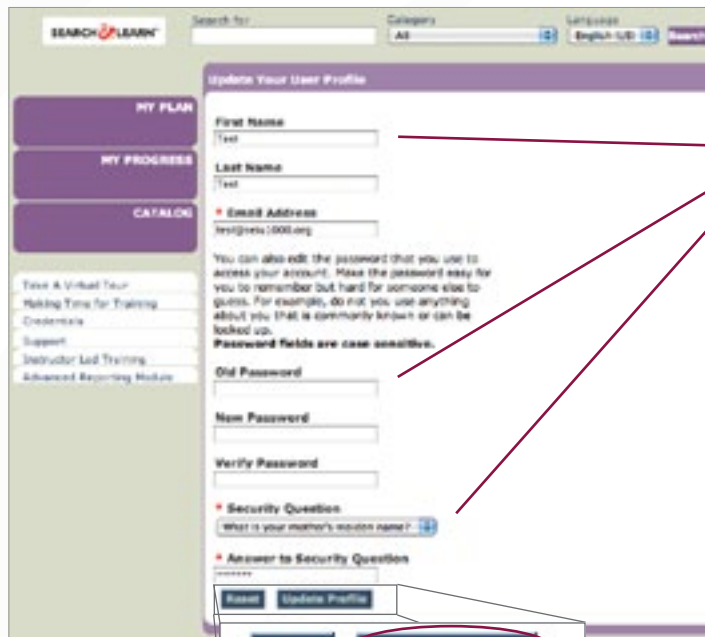 Search for
Category
Language
SEARCH & LEARN
All
English (US)
Search
Update Your User Profile
MY PLAN
MY PROGRESS
CATALOG
First Name
Test
Last Name
Test
* Email Address
You can also edit the password that you use to
access your account. Make the password easy for
you to remember but hard for someone else to
guess. For example, do not you use anything
about you that is commonly known or can be
looked up.
Password fields are case sensitive.
Take A Virtual Tour
Making Time for Training
Credentials
Support
Instructor Led Training
Advanced Reporting Module
Old Password
New Password
Verify Password
* Security Question
What is your mother's maiden name?
* Answer to Security Question
*******
Reset
Update Profile